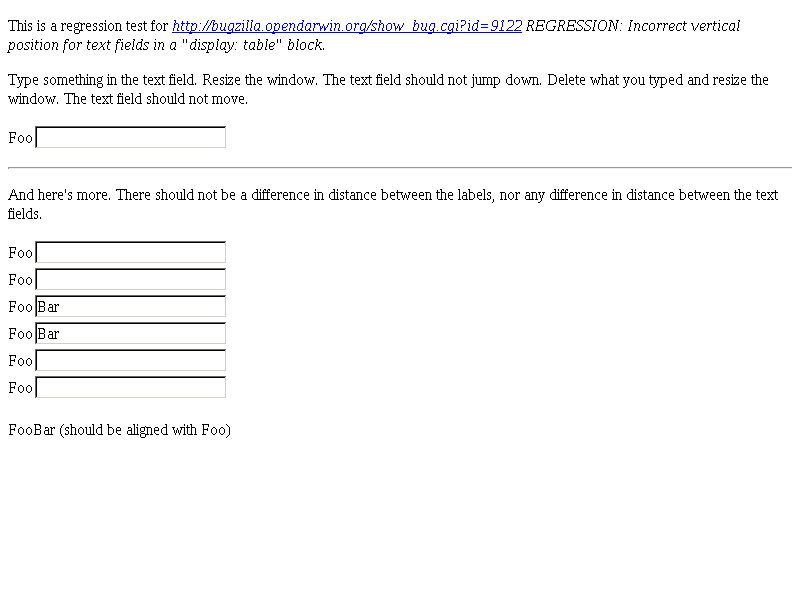 This is a regression test for http://bugzilla.opendarwin.org/show_bug.cgi?id=9122 REGRESSION: Incorrect vertical
position for text fields in a "display: table" block.
Type something in the text field. Resize the window. The text field should not jump down. Delete what you typed and resize the
window. The text field should not move.
Foo
And here's more. There should not be a difference in distance between the labels, nor any difference in distance between the text
fields.
Foo
Foo
Foo Bar
Foo Bar
Foo
Foo
FooBar (should be aligned with Foo)